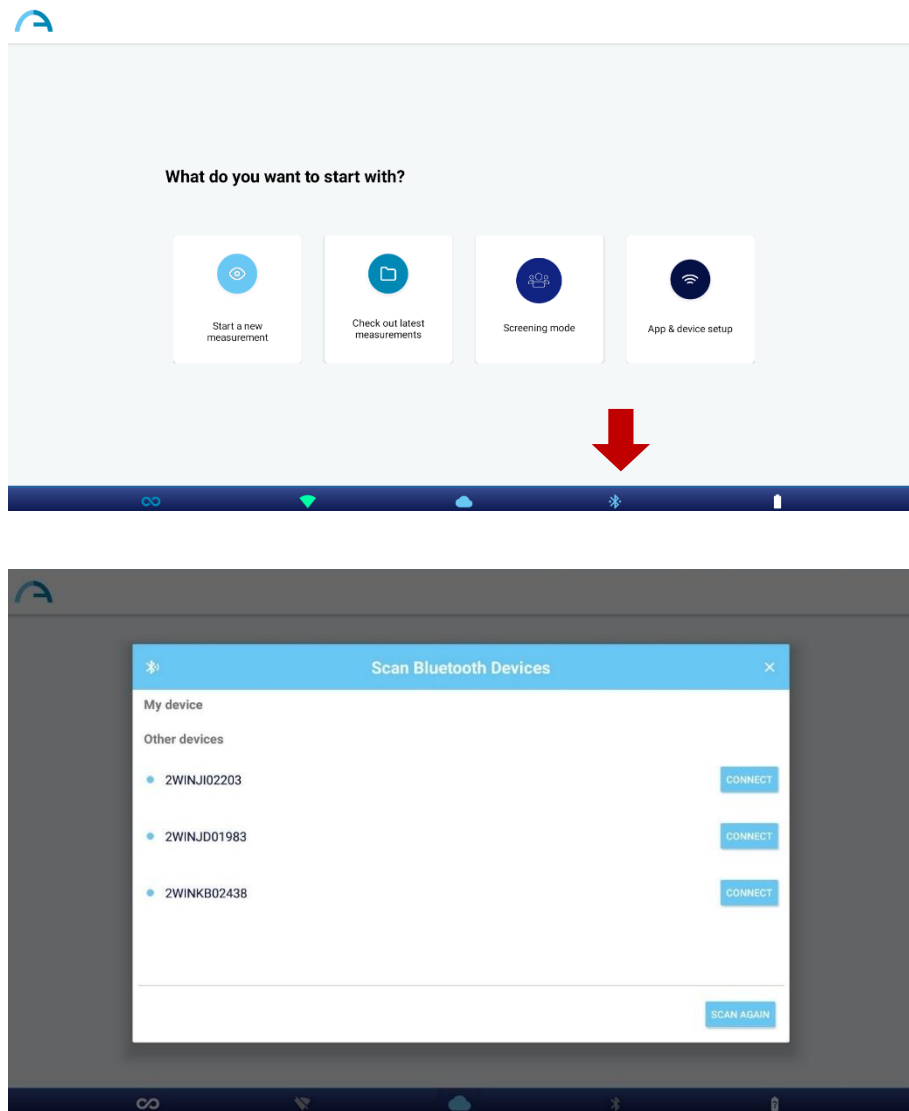 What do you want to start with?
Start a new
measurement
Check out latest
measurements
Screening mode
App & device setup
Scan Bluetooth Devices
My device
Other devices
2WINJI02203
CONNECT
2WINJD01983
CONNECT
2WINKB02438
CONNECT
SCAN AGAIN